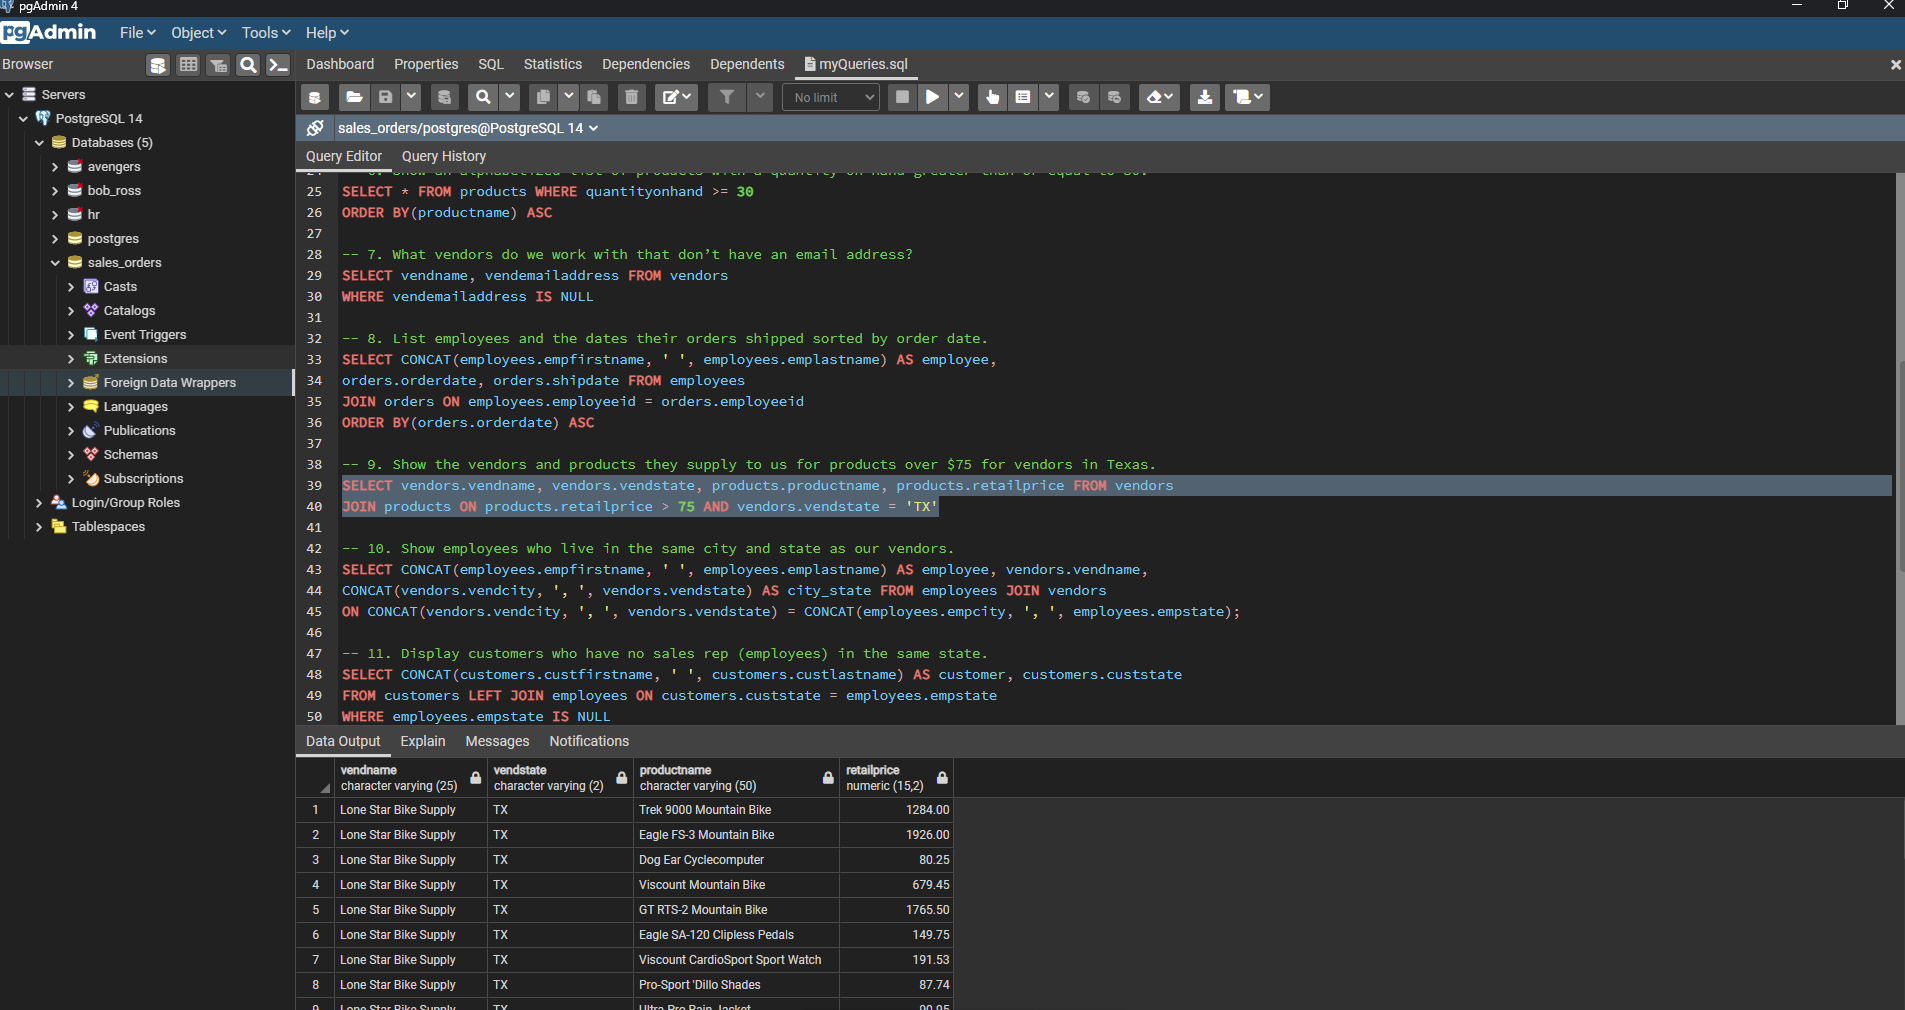 pgAdmin 4
pgAdmin File Object Tools Help
Browser
Dashboard Properties SQL Statistics Dependencies Dependents myQueries.sql
No limit
sales_orders/postgres@PostgreSQL 14
Query Editor Query History
Servers
PostgreSQL 14
Databases (5)
avengers
bob_ross
hr
postgres
sales_orders
Casts
Catalogs
Event Triggers
Extensions
Foreign Data Wrappers
Languages
Publications
Schemas
Subscriptions
Login/Group Roles
Tablespaces
25 SELECT * FROM products WHERE quantityonhand >= 30
26 ORDER BY(productname) ASC
27
28 -- 7. What vendors do we work with that don’t have an email address?
29 SELECT vendname, vendemailaddress FROM vendors
30 WHERE vendemailaddress IS NULL
31
32 -- 8. List employees and the dates their orders shipped sorted by order date.
33 SELECT CONCAT(employees.empfirstname, ' ', employees.emplastname) AS employee,
34 orders.orderdate, orders.shipdate FROM employees
35 JOIN orders ON employees.employeeid = orders.employeeid
36 ORDER BY(orders.orderdate) ASC
37
38 -- 9. Show the vendors and products they supply to us for products over $75 for vendors in Texas.
39 SELECT vendors.vendname, vendors.vendstate, products.productname, products.retailprice FROM vendors
40 JOIN products ON products.retailprice > 75 AND vendors.vendstate = 'TX'
41
42 -- 10. Show employees who live in the same city and state as our vendors.
43 SELECT CONCAT(employees.empfirstname, ' ', employees.emplastname) AS employee, vendors.vendname,
44 CONCAT(vendors.vendcity, ', ', vendors.vendstate) AS city_state FROM employees JOIN vendors
45 ON CONCAT(vendors.vendcity, ', ', vendors.vendstate) = CONCAT(employees.empcity, ', ', employees.empstate);
46
47 -- 11. Display customers who have no sales rep (employees) in the same state.
48 SELECT CONCAT(customers.custfirstname, ' ', customers.custlastname) AS customer, customers.custstate
49 FROM customers LEFT JOIN employees ON customers.custstate = employees.empstate
50 WHERE employees.empstate IS NULL
Data Output Explain Messages Notifications
vendname vendstate productname retailprice
character varying (25) character varying (2) character varying (50) numeric (15,2)
1 Lone Star Bike Supply TX Trek 9000 Mountain Bike 1284.00
2 Lone Star Bike Supply TX Eagle FS-3 Mountain Bike 1926.00
3 Lone Star Bike Supply TX Dog Ear Cyclecomputer 80.25
4 Lone Star Bike Supply TX Viscount Mountain Bike 679.45
5 Lone Star Bike Supply TX GT RTS-2 Mountain Bike 1765.50
6 Lone Star Bike Supply TX Eagle SA-120 Clipless Pedals 149.75
7 Lone Star Bike Supply TX Viscount CardioSport Sport Watch 191.53
8 Lone Star Bike Supply TX Pro-Sport 'Dillo Shades 87.74